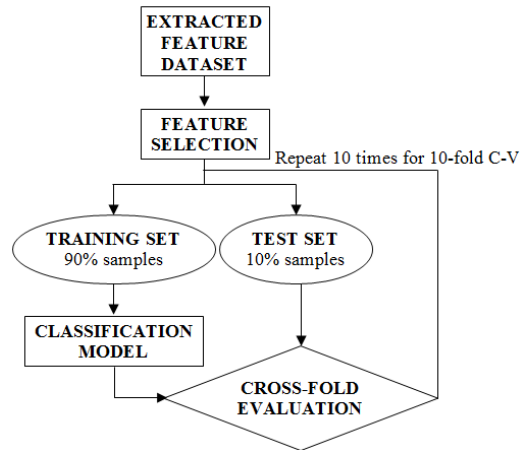 EXTRACTED
FEATURE
DATASET
FEATURE
SELECTION
Repeat 10 times for 10-fold C-V
TRAINING SET
90% samples
TEST SET
10% samples
CLASSIFICATION
MODEL
CROSS-FOLD
EVALUATION